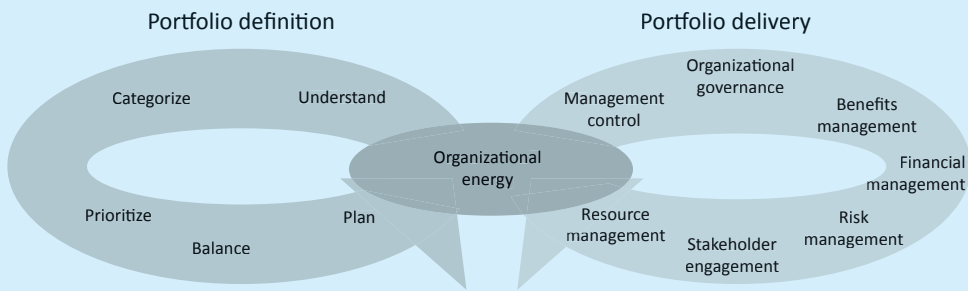 Portfolio definition
Portfolio delivery
Categorize
Understand
Prioritize
Balance
Plan
Organizational
energy
Management
control
Organizational
governance
Benefits
management
Financial
management
Risk
management
Stakeholder
engagement
Resource
management